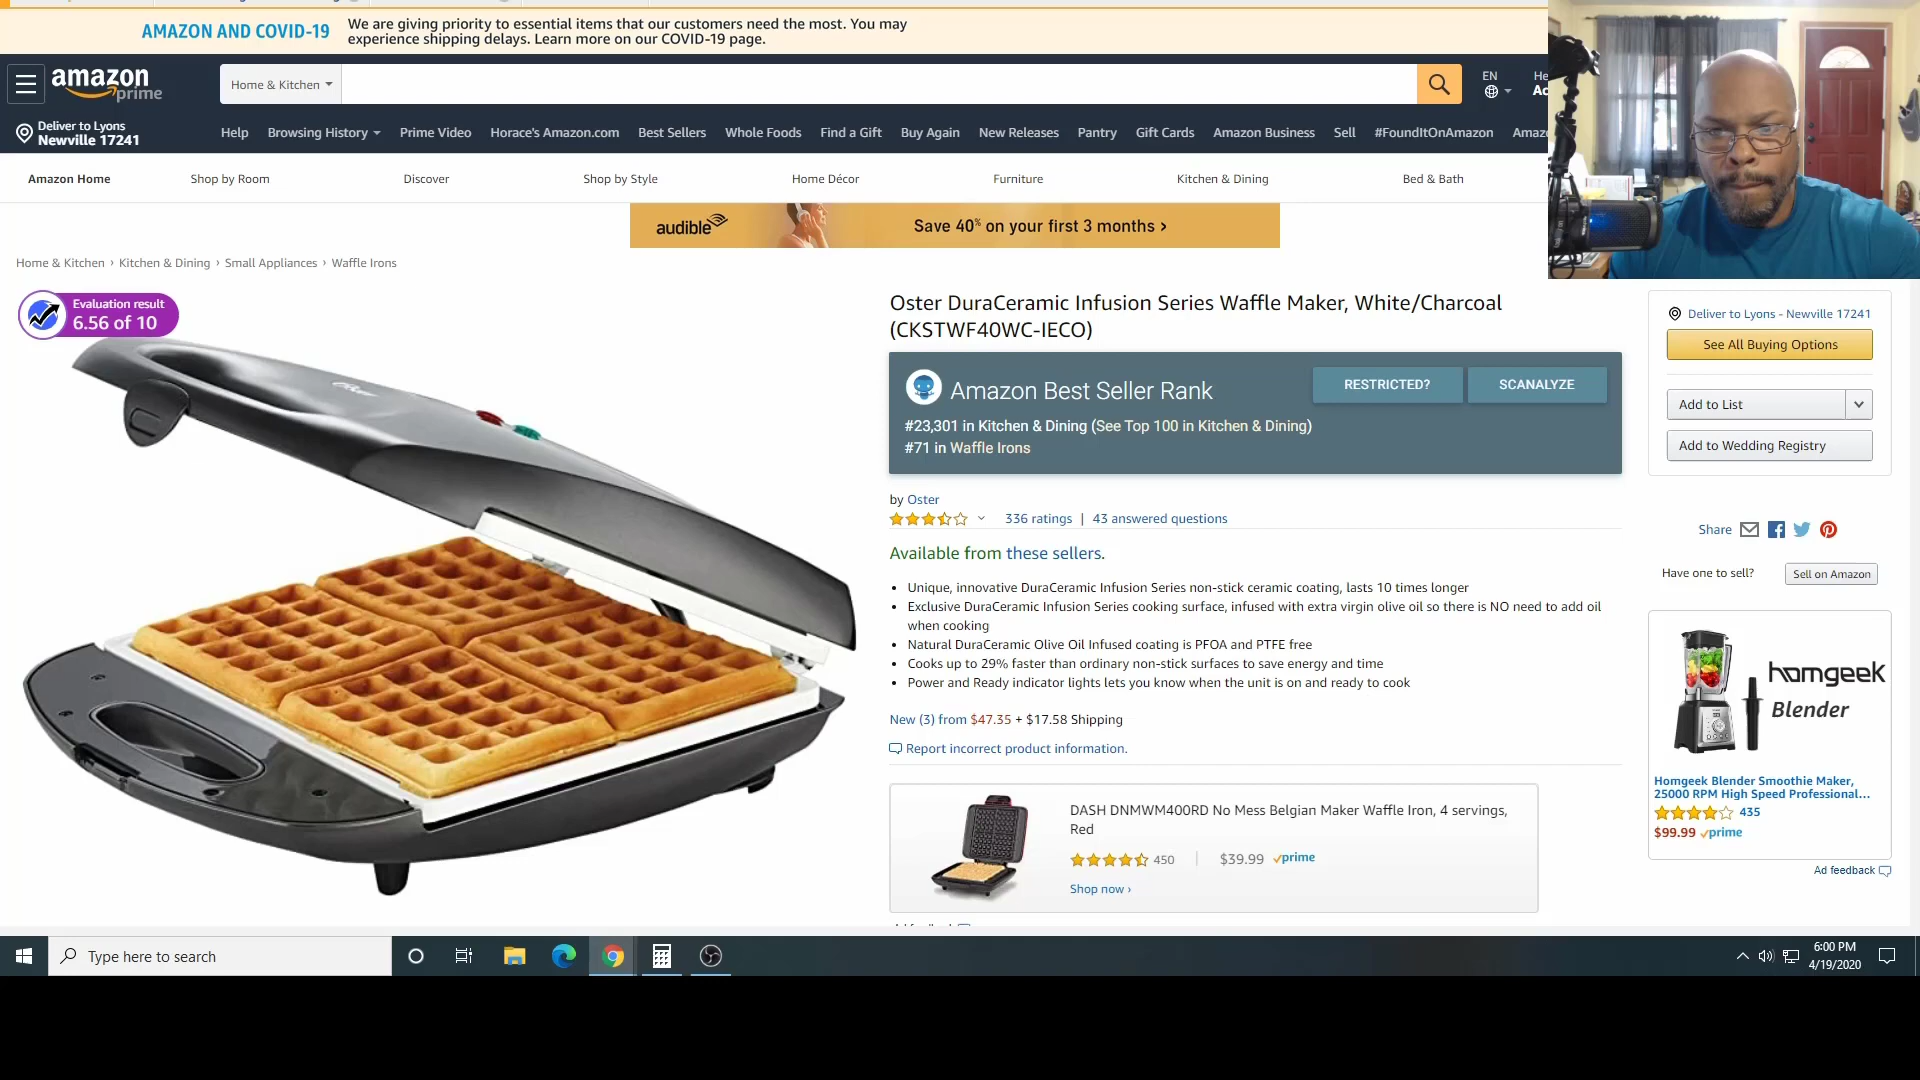 AMAZON AND COVID-19
We are giving priority to essential items that our customers need the most. You may
experience shipping delays. Learn more on our COVID-19 page.
amazon prime
Home & Kitchen
EN
He
Ac
Deliver to Lyons
Newville 17241
Help Browsing History Prime Video Horace's Amazon.com Best Sellers Whole Foods Find a Gift Buy Again New Releases Pantry Gift Cards Amazon Business Sell #FoundItOnAmazon Amaz
Amazon Home Shop by Room Discover Shop by Style Home Décor Furniture Kitchen & Dining Bed & Bath
audible Save 40% on your first 3 months ›
Home & Kitchen › Kitchen & Dining › Small Appliances › Waffle Irons
Evaluation result
6.56 of 10
Oster
Oster DuraCeramic Infusion Series Waffle Maker, White/Charcoal
(CKSTWF40WC-IECO)
Amazon Best Seller Rank
RESTRICTED? SCANALYZE
#23,301 in Kitchen & Dining (See Top 100 in Kitchen & Dining)
#71 in Waffle Irons
by Oster
336 ratings | 43 answered questions
Available from these sellers.
• Unique, innovative DuraCeramic Infusion Series non-stick ceramic coating, lasts 10 times longer
• Exclusive DuraCeramic Infusion Series cooking surface, infused with extra virgin olive oil so there is NO need to add oil
when cooking
• Natural DuraCeramic Olive Oil Infused coating is PFOA and PTFE free
• Cooks up to 29% faster than ordinary non-stick surfaces to save energy and time
• Power and Ready indicator lights lets you know when the unit is on and ready to cook
New (3) from $47.35 + $17.58 Shipping
Report incorrect product information.
DASH DNMWM400RD No Mess Belgian Maker Waffle Iron, 4 servings,
Red
450 | $39.99 prime
Shop now ›
Deliver to Lyons - Newville 17241
See All Buying Options
Add to List
Add to Wedding Registry
Share
Have one to sell? Sell on Amazon
homgeek
Blender
Homgeek Blender Smoothie Maker,
25000 RPM High Speed Professional...
435
$99.99 prime
Ad feedback
Type here to search
6:00 PM
4/19/2020